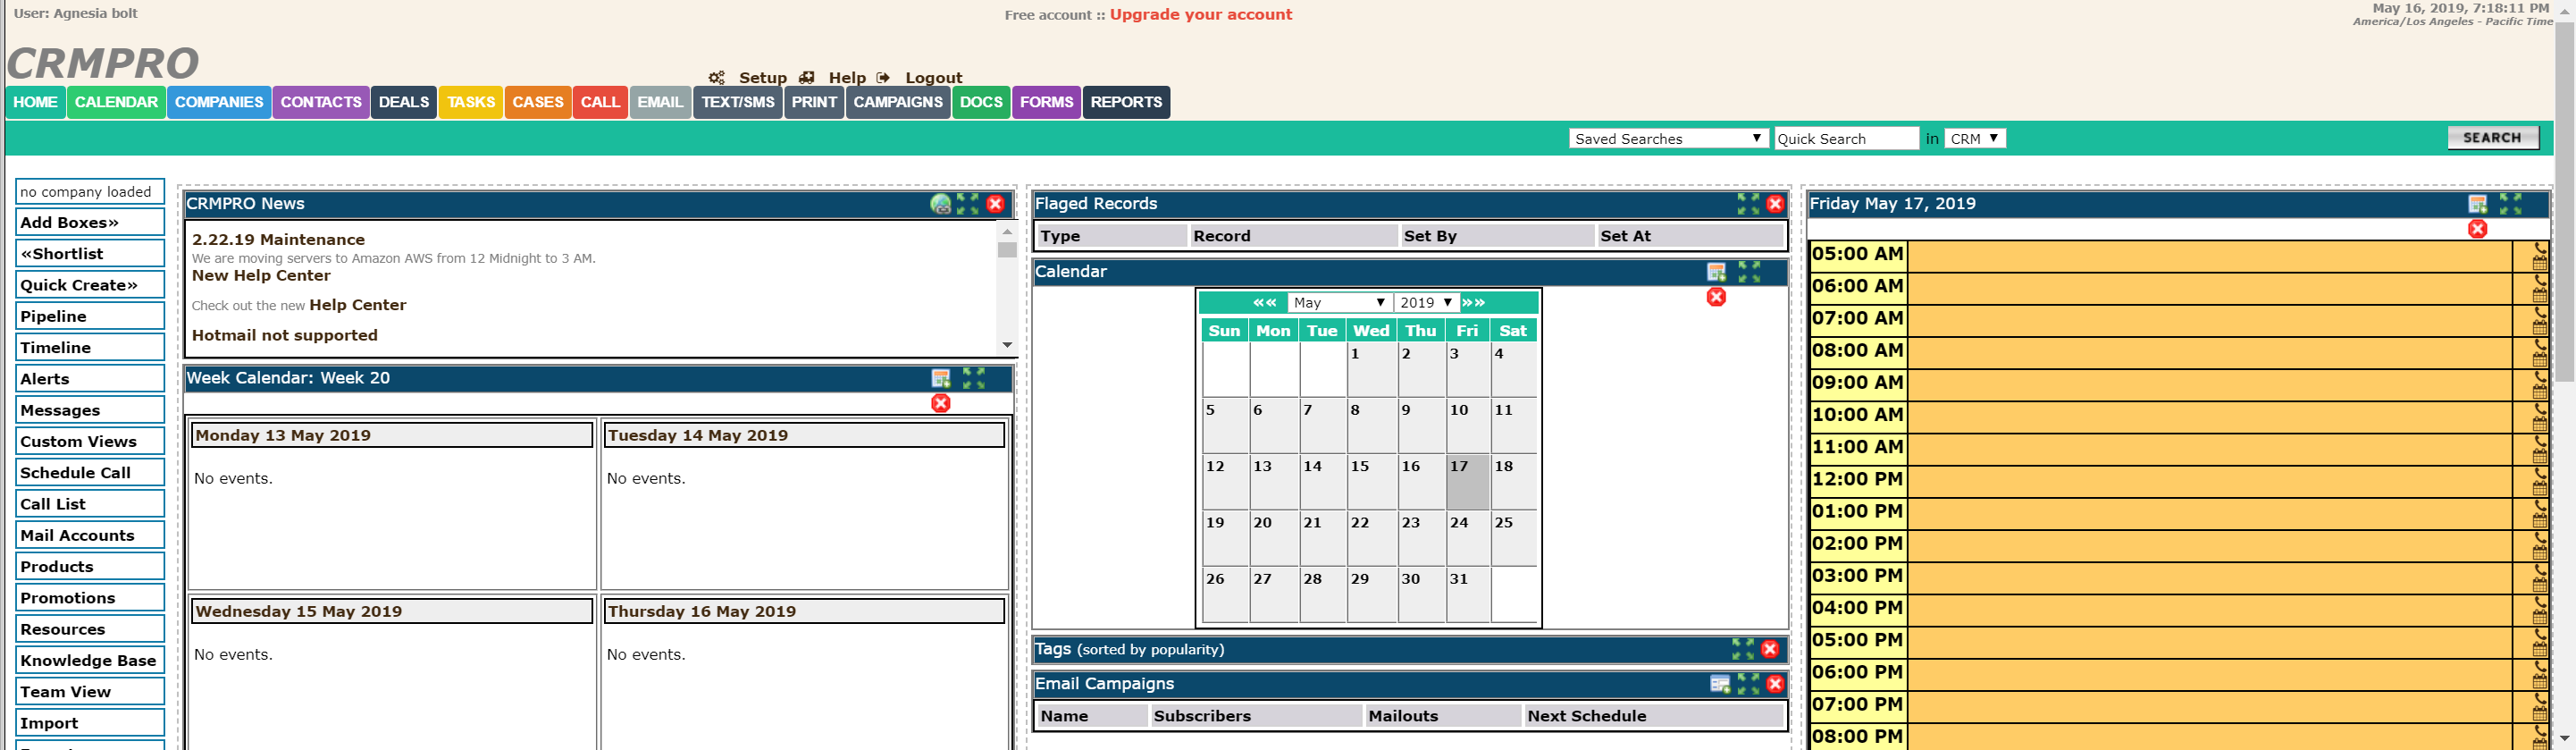 User: Agnesia bolt
Free account :: Upgrade your account
May 16, 2019, 7:18:11 PM
America/Los Angeles - Pacific Time
CRMPRO
Setup Help Logout
HOME CALENDAR COMPANIES CONTACTS DEALS TASKS CASES CALL EMAIL TEXT/SMS PRINT CAMPAIGNS DOCS FORMS REPORTS
Saved Searches Quick Search in CRM SEARCH
no company loaded
Add Boxes»
«Shortlist
Quick Create»
Pipeline
Timeline
Alerts
Messages
Custom Views
Schedule Call
Call List
Mail Accounts
Products
Promotions
Resources
Knowledge Base
Team View
Import
CRMPRO News
2.22.19 Maintenance
We are moving servers to Amazon AWS from 12 Midnight to 3 AM.
New Help Center
Check out the new Help Center
Hotmail not supported
Week Calendar: Week 20
Monday 13 May 2019
No events.
Tuesday 14 May 2019
No events.
Wednesday 15 May 2019
No events.
Thursday 16 May 2019
No events.
Flaged Records
Type Record Set By Set At
Calendar
«« May 2019 »»
Sun Mon Tue Wed Thu Fri Sat
1 2 3 4
5 6 7 8 9 10 11
12 13 14 15 16 17 18
19 20 21 22 23 24 25
26 27 28 29 30 31
Tags (sorted by popularity)
Email Campaigns
Name Subscribers Mailouts Next Schedule
Friday May 17, 2019
05:00 AM
06:00 AM
07:00 AM
08:00 AM
09:00 AM
10:00 AM
11:00 AM
12:00 PM
01:00 PM
02:00 PM
03:00 PM
04:00 PM
05:00 PM
06:00 PM
07:00 PM
08:00 PM